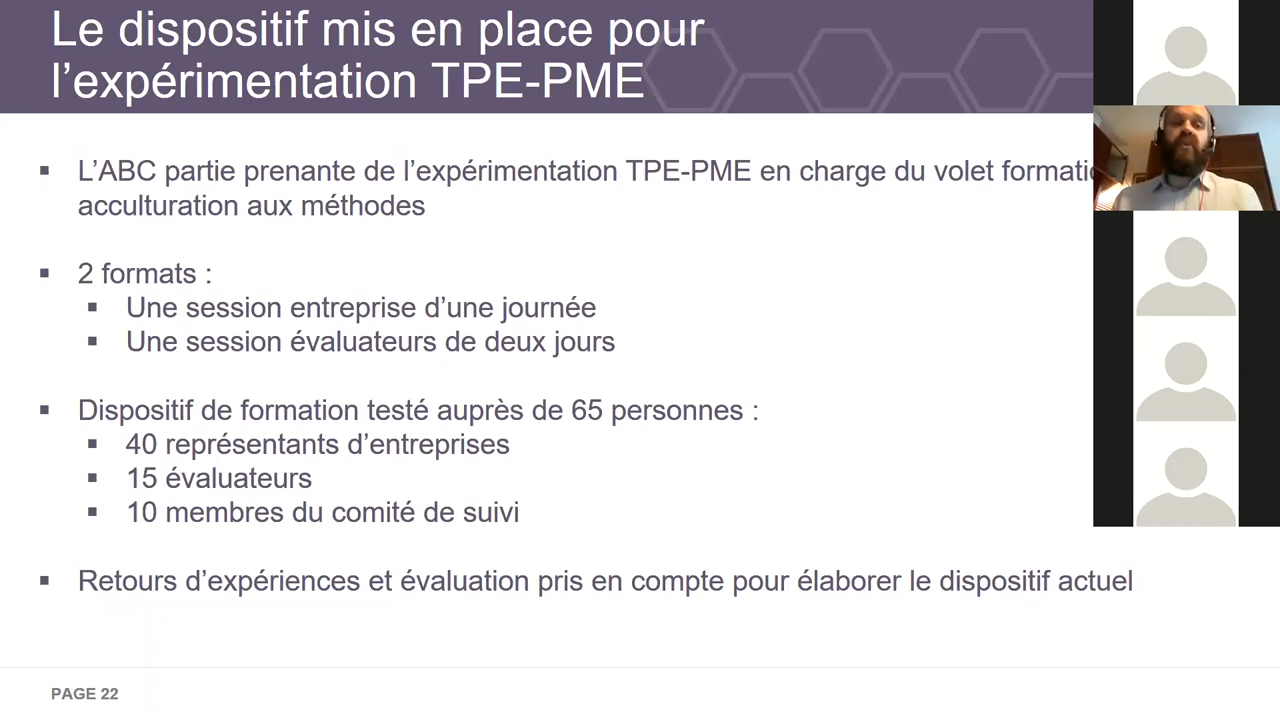 Le dispositif mis en place pour
l’expérimentation TPE-PME
▪ L’ABC partie prenante de l’expérimentation TPE-PME en charge du volet
acculturation aux méthodes
▪ 2 formats :
▪ Une session entreprise d’une journée
▪ Une session évaluateurs de deux jours
▪ Dispositif de formation testé auprès de 65 personnes :
▪ 40 représentants d’entreprises
▪ 15 évaluateurs
▪ 10 membres du comité de suivi
▪ Retours d’expériences et évaluation pris en compte pour élaborer le dispositif actuel
PAGE 22